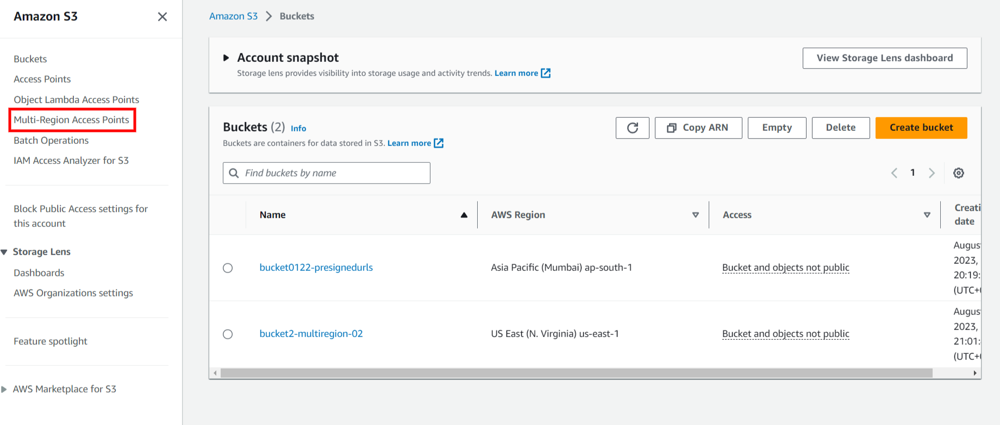 Amazon S3
Buckets
Access Points
Object Lambda Access Points
Multi-Region Access Points
Batch Operations
IAM Access Analyzer for S3
Block Public Access settings for
this account
Storage Lens
Dashboards
AWS Organizations settings
Feature spotlight
AWS Marketplace for S3
Amazon S3 > Buckets
Account snapshot
Storage lens provides visibility into storage usage and activity trends. Learn more
View Storage Lens dashboard
Buckets (2) Info
Buckets are containers for data stored in S3. Learn more
Copy ARN Empty Delete Create bucket
Find buckets by name
1
Name AWS Region Access Creati
date
bucket0122-presignedurls Asia Pacific (Mumbai) ap-south-1 Bucket and objects not public
Augus
2023,
20:19:
(UTC+
bucket2-multiregion-02 US East (N. Virginia) us-east-1 Bucket and objects not public
Augus
2023,
21:01:
(UTC+